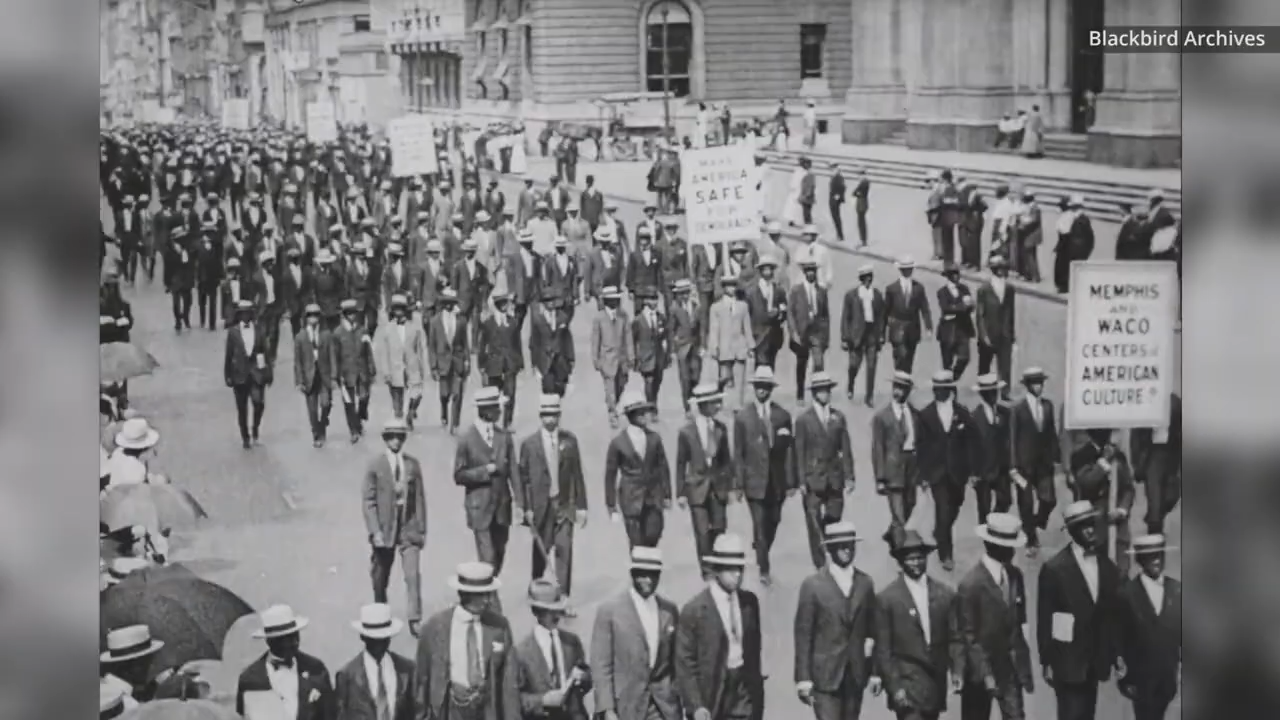 Blackbird Archives
MAKE
AMERICA
SAFE
FOR
DEMOCRACY
MEMPHIS
AND
WACO
CENTERS OF
AMERICAN
CULTURE?